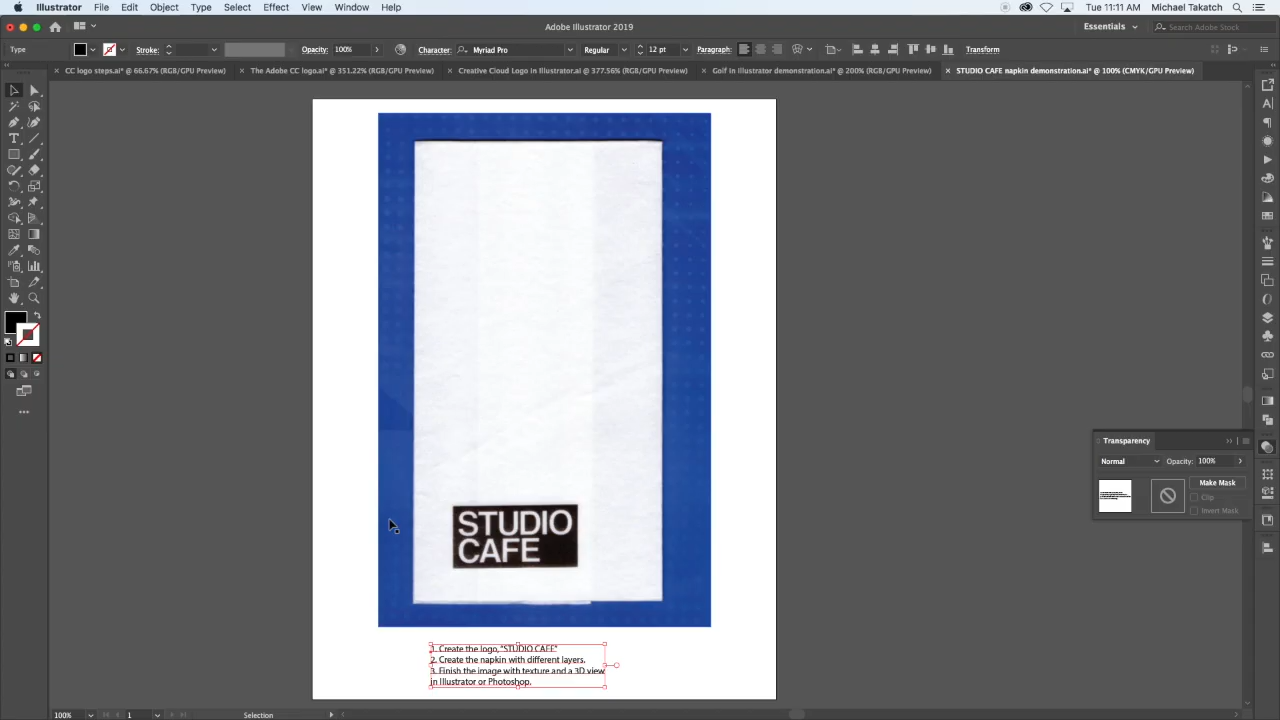 Illustrator File Edit Object Type Select Effect View Window Help
Tue 11:11 AM Michael Takatch
Adobe Illustrator 2019
Essentials
Search Adobe Stock
Type Stroke: Opacity: 100% Character: Myriad Pro Regular 12 pt Paragraph: Transform
CC logo steps.ai* @ 66.67% (RGB/GPU Preview)
The Adobe CC logo.ai* @ 351.22% (RGB/GPU Preview)
Creative Cloud Logo in Illustrator.ai @ 377.56% (RGB/GPU Preview)
Golf in Illustrator demonstration.ai* @ 200% (RGB/GPU Preview)
STUDIO CAFE napkin demonstration.ai* @ 100% (CMYK/GPU Preview)
STUDIO
CAFE
1. Create the logo, "STUDIO CAFE"
2. Create the napkin with different layers.
3. Finish the image with texture and a 3D view
in Illustrator or Photoshop.
Transparency
Normal Opacity: 100%
Make Mask
Clip
Invert Mask
100% 1 Selection